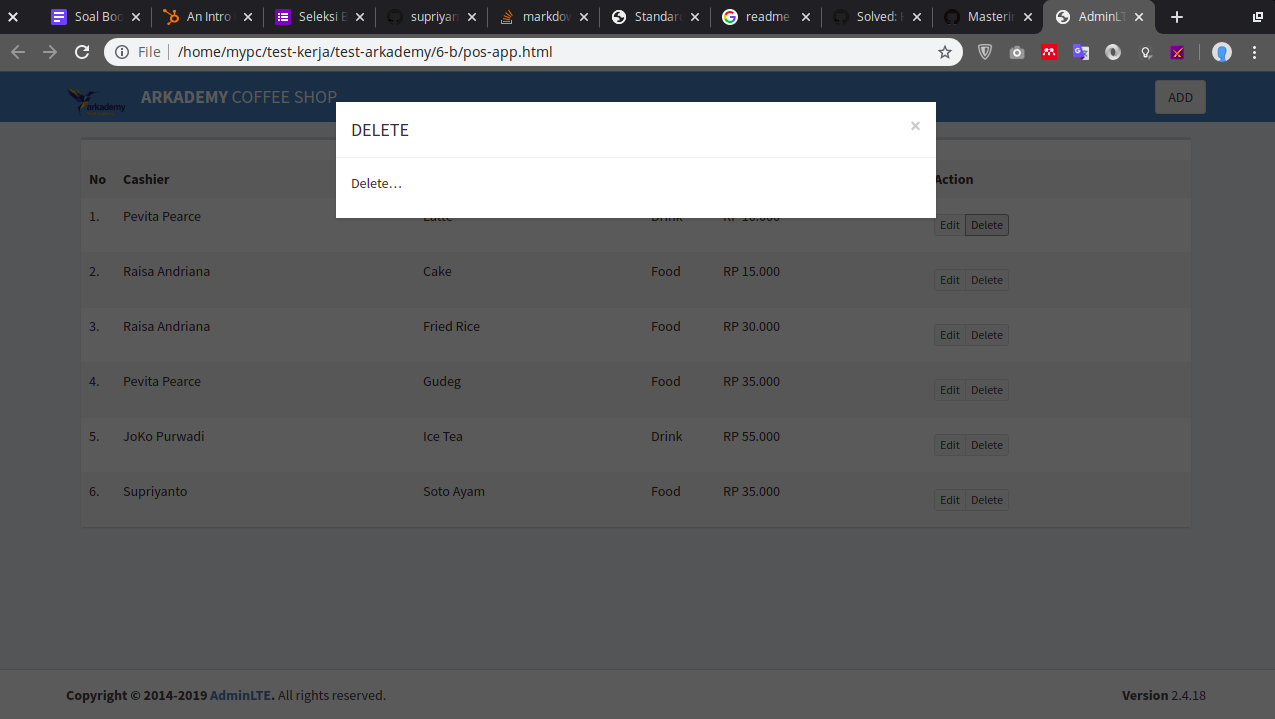 Soal Boo
An Intro
Seleksi B
supriyan
markdow
Standard
readme
Solved: H
Masterin
AdminLT
File
/home/mypc/test-kerja/test-arkademy/6-b/pos-app.html
arkademy
ARKADEMY COFFEE SHOP
ADD
DELETE
×
Delete…
No Cashier Action
1. Pevita Pearce Latte Drink RP 10.000 Edit Delete
2. Raisa Andriana Cake Food RP 15.000 Edit Delete
3. Raisa Andriana Fried Rice Food RP 30.000 Edit Delete
4. Pevita Pearce Gudeg Food RP 35.000 Edit Delete
5. JoKo Purwadi Ice Tea Drink RP 55.000 Edit Delete
6. Supriyanto Soto Ayam Food RP 35.000 Edit Delete
Copyright © 2014-2019 AdminLTE. All rights reserved.
Version 2.4.18